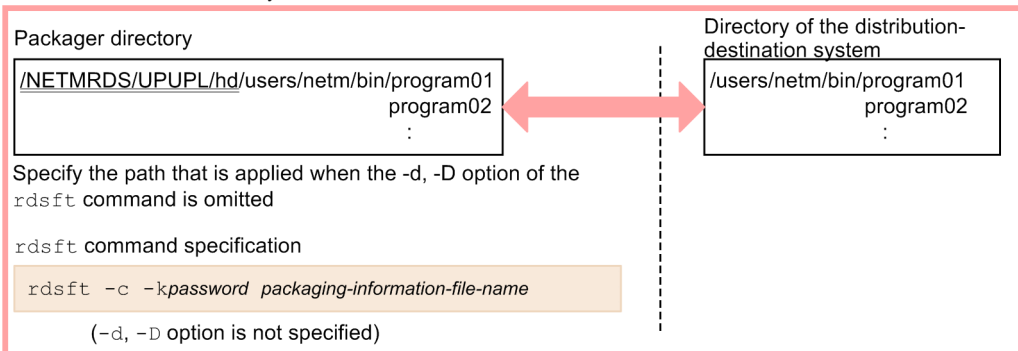 Packager directory
/NETMRDS/UPUPL/hd/users/netm/bin/program01
program02
:
Specify the path that is applied when the -d, -D option of the
rdsft command is omitted
rdsft command specification
rdsft -c -kpassword packaging-information-file-name
(-d, -D option is not specified)
Directory of the distribution-
destination system
/users/netm/bin/program01
program02
: